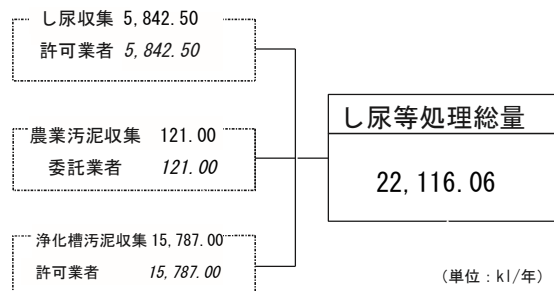 し尿収集 5,842.50
許可業者 5,842.50
農業汚泥収集 121.00
委託業者 121.00
浄化槽汚泥収集 15,787.00
許可業者 15,787.00
し尿等処理総量
22,116.06
(単位：kl/年)